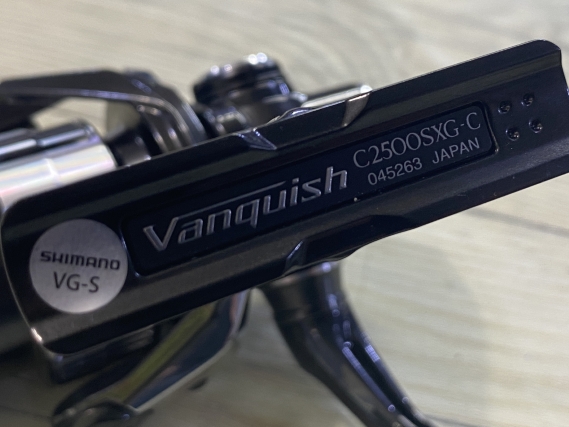 SHIMANO
VG-S
Vanquish
C2500SXG-C
045263 JAPAN